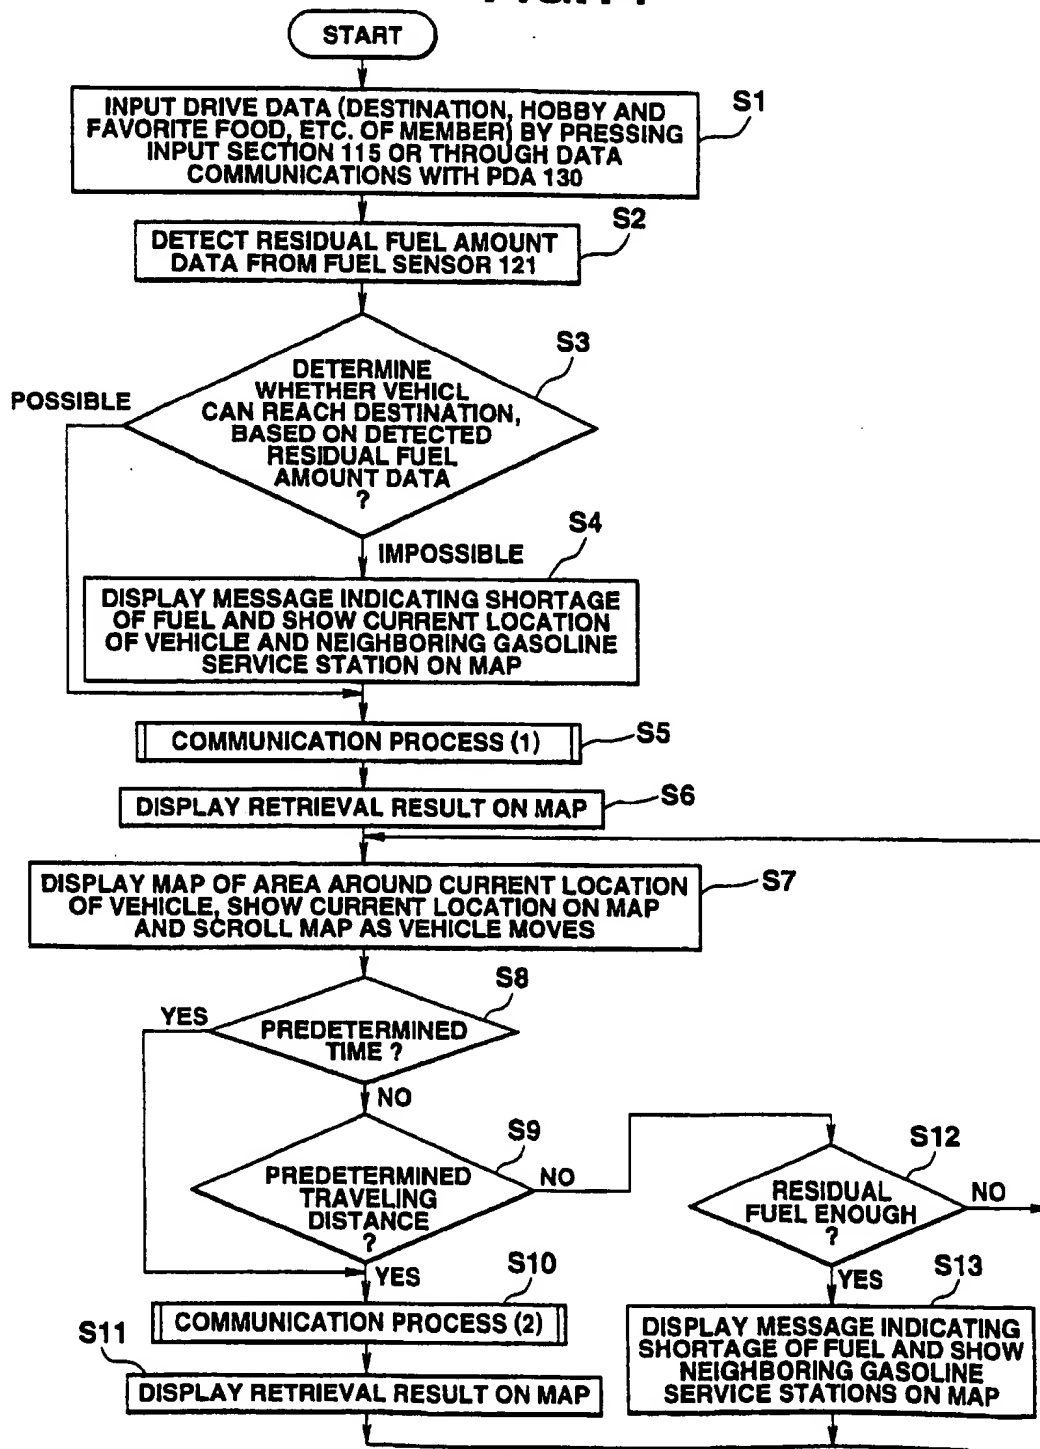 START
INPUT DRIVE DATA (DESTINATION, HOBBY AND
FAVORITE FOOD, ETC. OF MEMBER) BY PRESSING
INPUT SECTION 115 OR THROUGH DATA
COMMUNICATIONS WITH PDA 130
S1
DETECT RESIDUAL FUEL AMOUNT
DATA FROM FUEL SENSOR 121
S2
DETERMINE
WHETHER VEHICL
CAN REACH DESTINATION,
BASED ON DETECTED
RESIDUAL FUEL
AMOUNT DATA
?
S3
POSSIBLE
IMPOSSIBLE
S4
DISPLAY MESSAGE INDICATING SHORTAGE
OF FUEL AND SHOW CURRENT LOCATION
OF VEHICLE AND NEIGHBORING GASOLINE
SERVICE STATION ON MAP
COMMUNICATION PROCESS (1)
S5
DISPLAY RETRIEVAL RESULT ON MAP
S6
DISPLAY MAP OF AREA AROUND CURRENT LOCATION
OF VEHICLE, SHOW CURRENT LOCATION ON MAP
AND SCROLL MAP AS VEHICLE MOVES
S7
S8
YES
PREDETERMINED
TIME ?
NO
S9
PREDETERMINED
TRAVELING
DISTANCE
?
NO
YES
S12
RESIDUAL
FUEL ENOUGH
?
NO
YES
S10
COMMUNICATION PROCESS (2)
S11
DISPLAY RETRIEVAL RESULT ON MAP
S13
DISPLAY MESSAGE INDICATING
SHORTAGE OF FUEL AND SHOW
NEIGHBORING GASOLINE
SERVICE STATIONS ON MAP